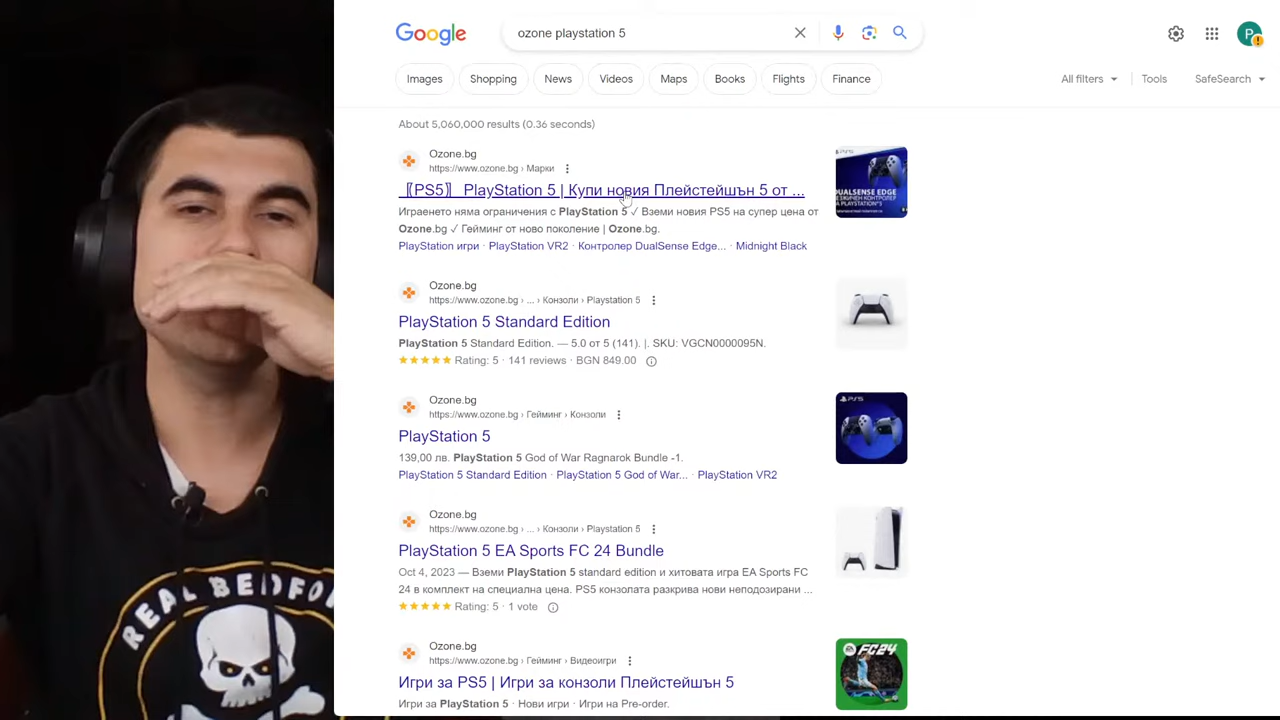 Google
ozone playstation 5
P
Images Shopping News Videos Maps Books Flights Finance All filters Tools SafeSearch
About 5,060,000 results (0.36 seconds)
Ozone.bg
https://www.ozone.bg › Марки
〖PS5〗 PlayStation 5 | Купи новия Плейстейшън 5 от ...
Играенето няма ограничения с PlayStation 5 ✓ Вземи новия PS5 на супер цена от
Ozone.bg ✓ Гейминг от ново поколение | Ozone.bg.
PlayStation игри · PlayStation VR2 · Контролер DualSense Edge... · Midnight Black
PS5
DUALSENSE EDGE
Ozone.bg
https://www.ozone.bg › ... › Конзоли › Playstation 5
PlayStation 5 Standard Edition
PlayStation 5 Standard Edition. — 5.0 от 5 (141). |. SKU: VGCN0000095N.
Rating: 5 · 141 reviews · BGN 849.00
Ozone.bg
https://www.ozone.bg › Гейминг › Конзоли
PlayStation 5
139,00 лв. PlayStation 5 God of War Ragnarok Bundle -1.
PlayStation 5 Standard Edition · PlayStation 5 God of War... · PlayStation VR2
PS5
Ozone.bg
https://www.ozone.bg › ... › Конзоли › Playstation 5
PlayStation 5 EA Sports FC 24 Bundle
Oct 4, 2023 — Вземи PlayStation 5 standard edition и хитовата игра EA Sports FC
24 в комплект на специална цена. PS5 конзолата разкрива нови неподозирани ...
Rating: 5 · 1 vote
Ozone.bg
https://www.ozone.bg › Гейминг › Видеоигри
Игри за PS5 | Игри за конзоли Плейстейшън 5
Игри за PlayStation 5 · Нови игри · Игри на Pre-order.
FC24
REAL BEDFO